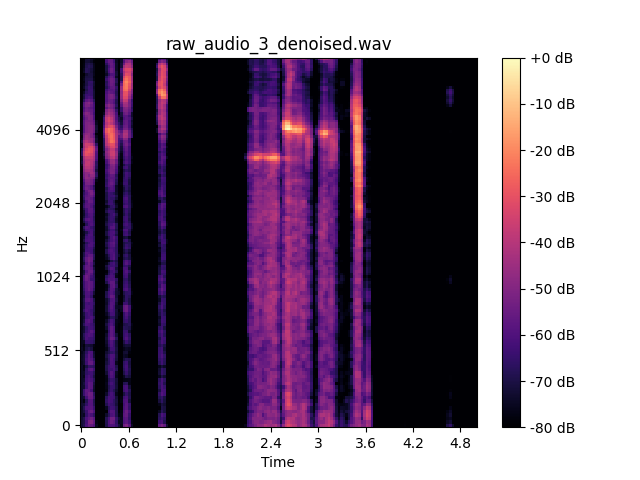 raw_audio_3_denoised.wav
Hz
4096
2048
1024
512
0
0 0.6 1.2 1.8 2.4 3 3.6 4.2 4.8
Time
+0 dB
-10 dB
-20 dB
-30 dB
-40 dB
-50 dB
-60 dB
-70 dB
-80 dB